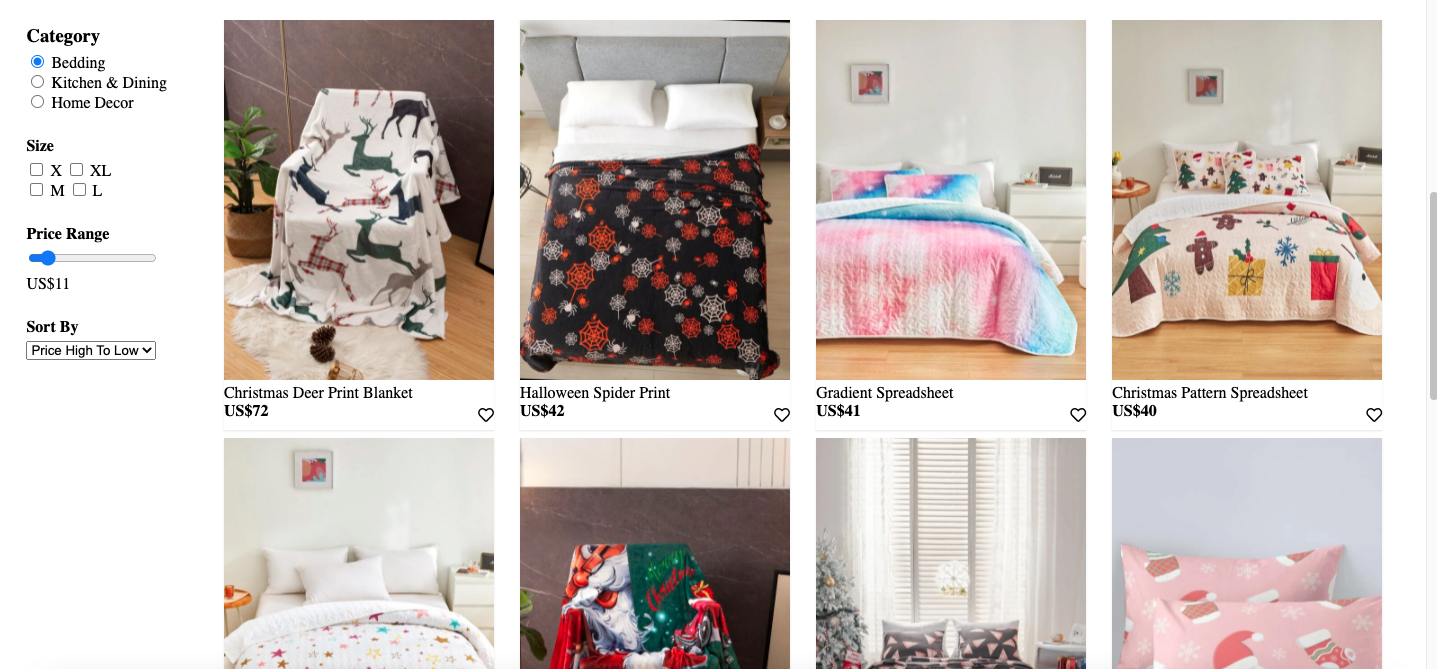 Category
Bedding
Kitchen & Dining
Home Decor
Size
X XL
M L
Price Range
US$11
Sort By
Price High To Low
Christmas Deer Print Blanket
US$72
Halloween Spider Print
US$42
Gradient Spreadsheet
US$41
Christmas Pattern Spreadsheet
US$40